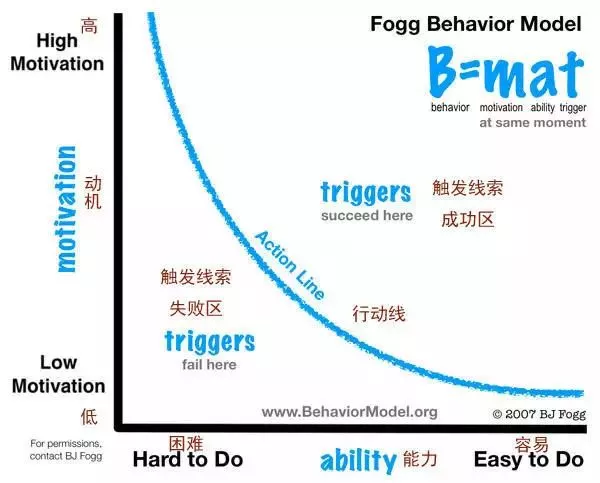 Fogg Behavior Model
B=mat
behavior motivation ability trigger
at same moment
高
High
Motivation
motivation
动
机
triggers
succeed here
触发线索
成功区
Action Line
行动线
触发线索
失败区
triggers
fail here
Low
Motivation
低
www.BehaviorModel.org
© 2007 BJ Fogg
For permissions,
contact BJ Fogg
困难
Hard to Do
ability 能力
容易
Easy to Do